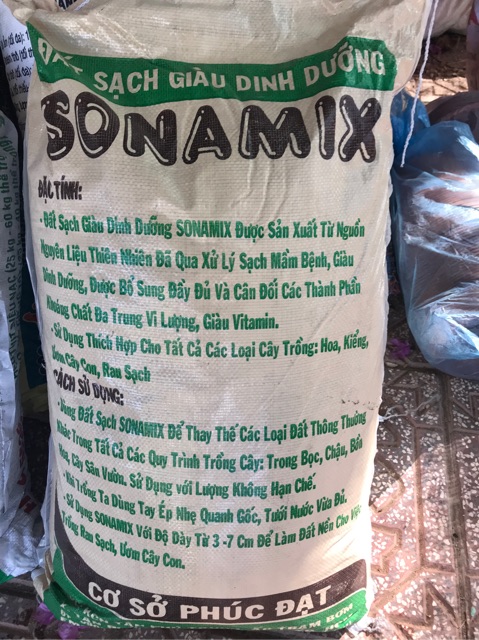 ĐẤT SẠCH GIÀU DINH DƯỠNG
SONAMIX
ĐẶC TÍNH:
- Đất Sạch Giàu Dinh Dưỡng SONAMIX Được Sản Xuất Từ Nguồn
Nguyên Liệu Thiên Nhiên Đã Qua Xử Lý Sạch Mầm Bệnh, Giàu
Dinh Dưỡng, Được Bổ Sung Đầy Đủ Và Cân Đối Các Thành Phần
Khoáng Chất Đa Trung Vi Lượng, Giàu Vitamin.
- Sử Dụng Thích Hợp Cho Tất Cả Các Loại Cây Trồng: Hoa, Kiểng,
Ươm Cây Con, Rau Sạch
CÁCH SỬ DỤNG:
- Dùng Đất Sạch SONAMIX Để Thay Thế Các Loại Đất Thông Thường
Khác Trong Tất Cả Các Quy Trình Trồng Cây: Trong Bọc, Chậu, Bồn
Hoa, Cây Sân Vườn. Sử Dụng với Lượng Không Hạn Chế.
- Khi Trồng Ta Dùng Tay Ép Nhẹ Quanh Gốc, Tưới Nước Vừa Đủ.
- Sử Dụng SONAMIX Với Độ Dày Từ 3 -7 Cm Để Làm Đất Nền Cho Việc
Trồng Rau Sạch, Ươm Cây Con.
CƠ SỞ PHÚC ĐẠT
(25 kg - 60 kg